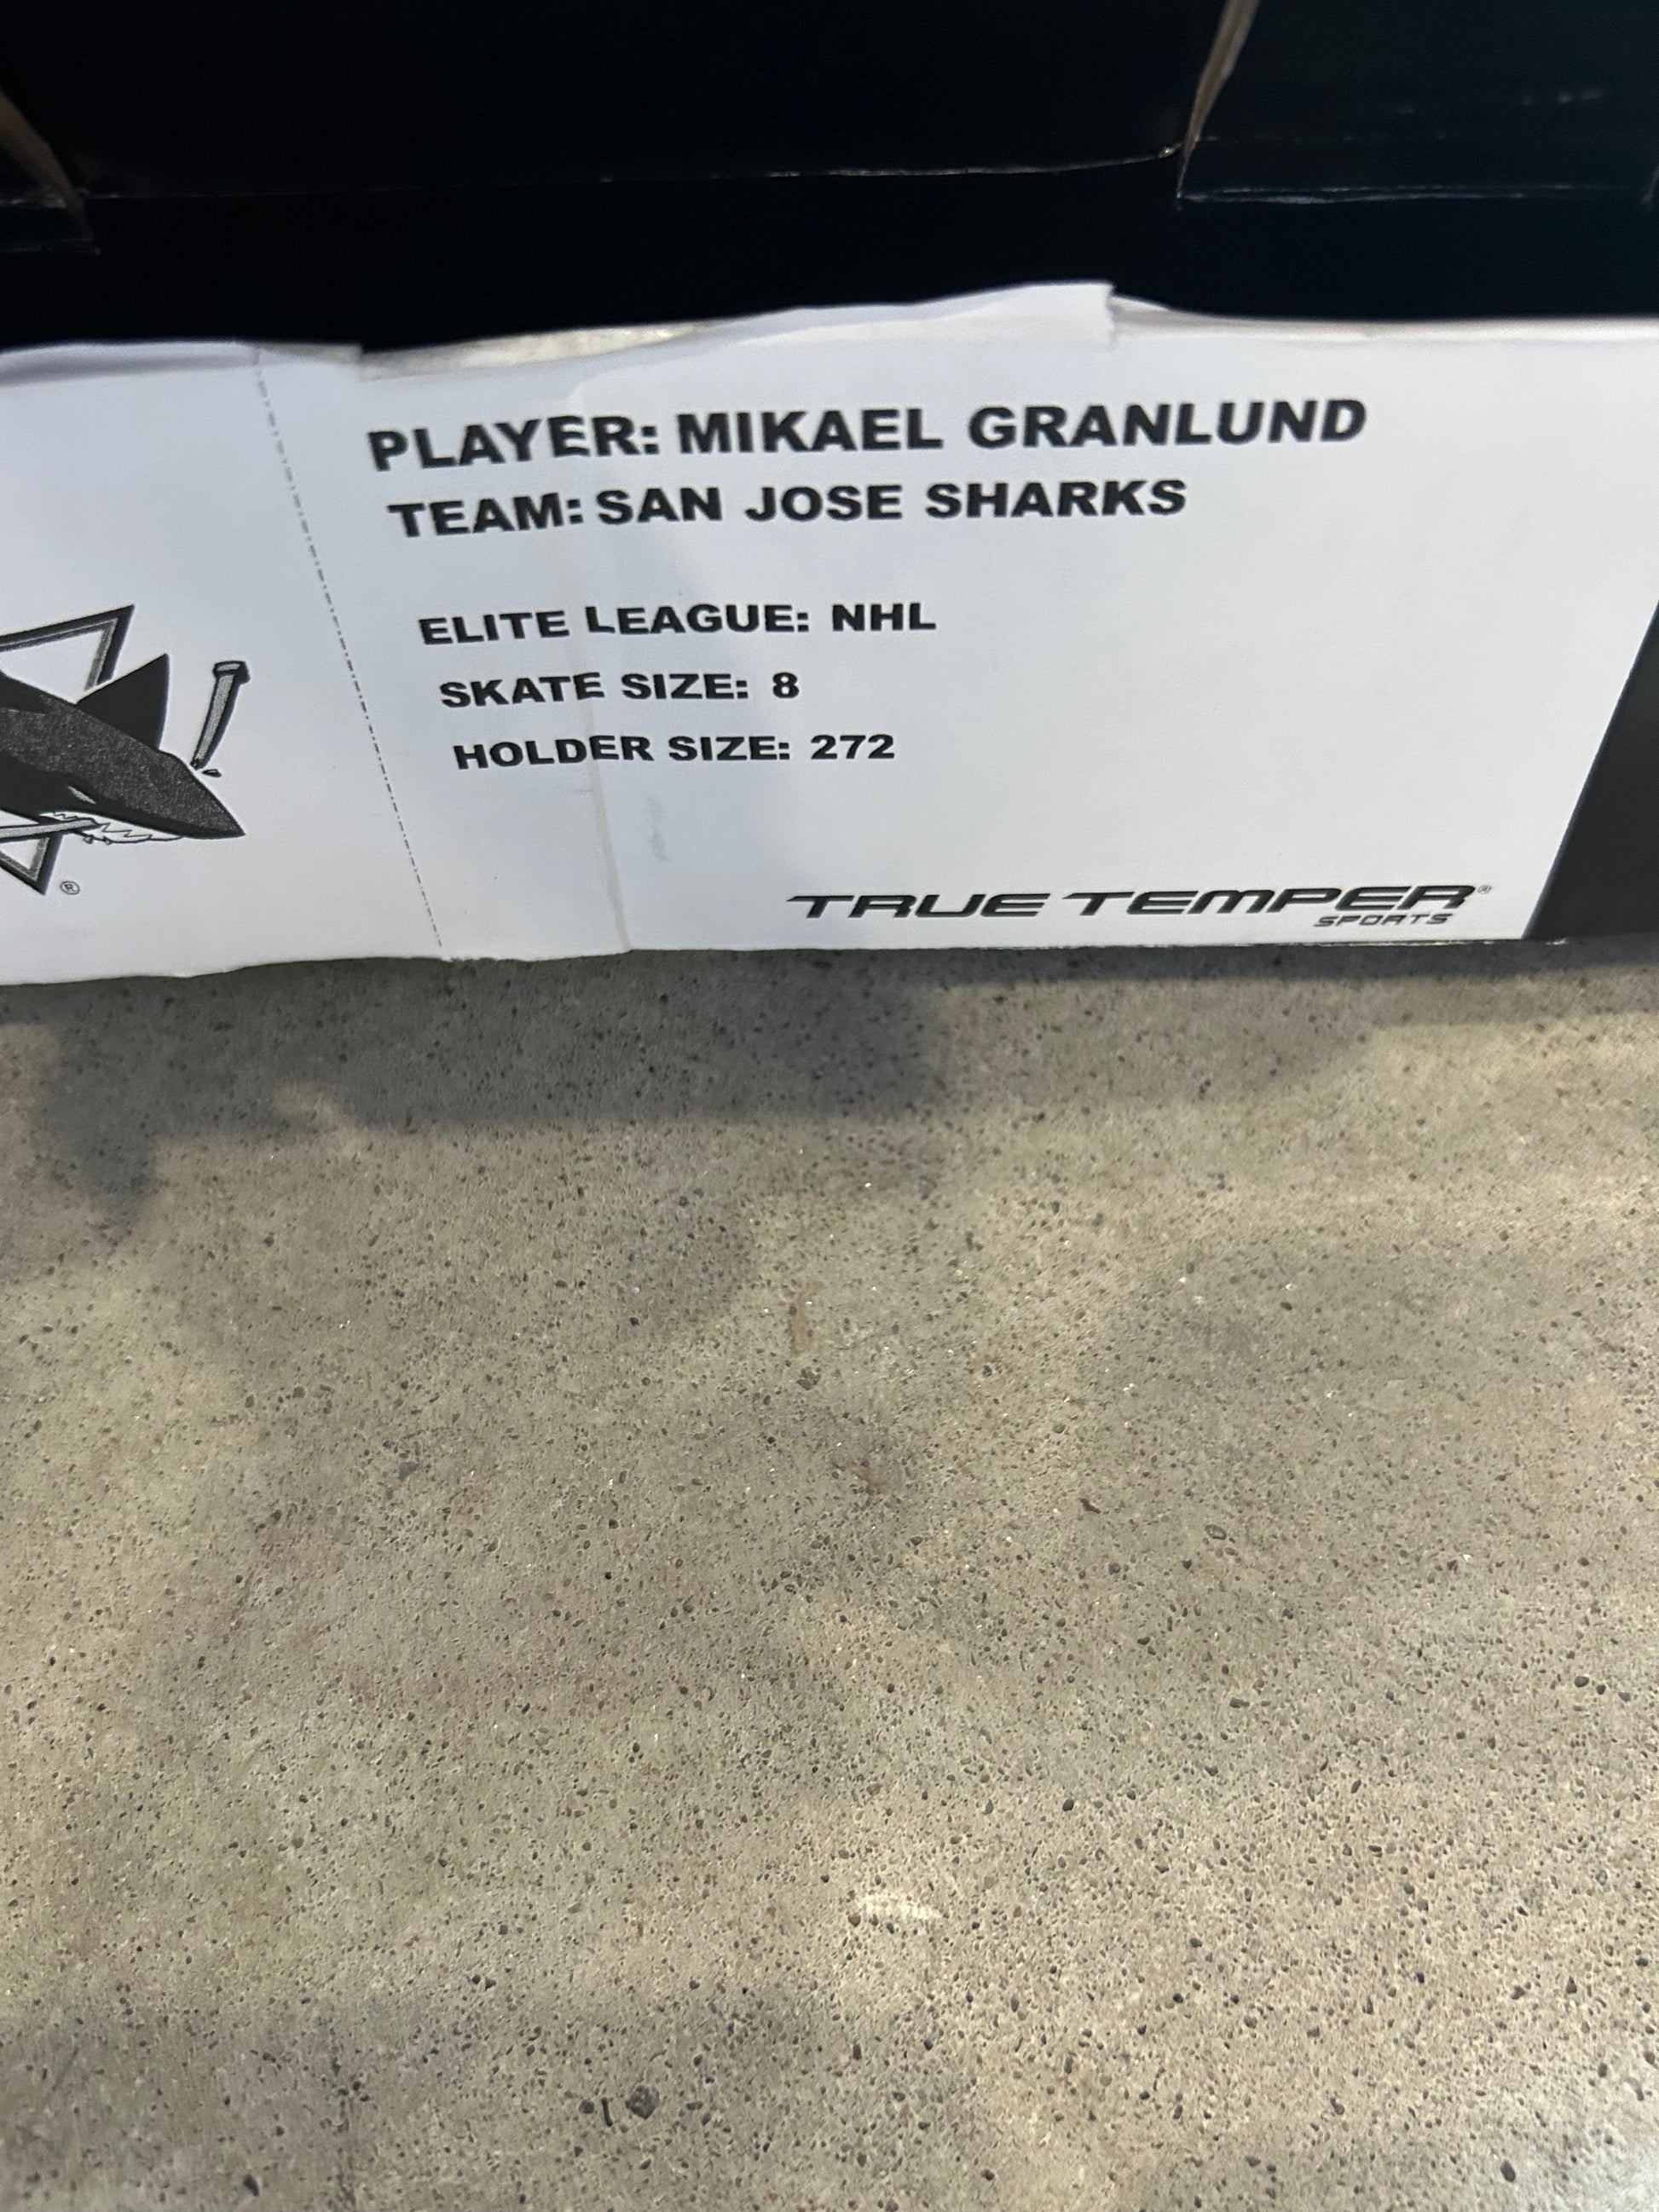 PLAYER: MIKAEL GRANLUND
TEAM: SAN JOSE SHARKS
ELITE LEAGUE: NHL
SKATE SIZE: 8
HOLDER SIZE: 272
®
TRUE TEMPER®
SPORTS